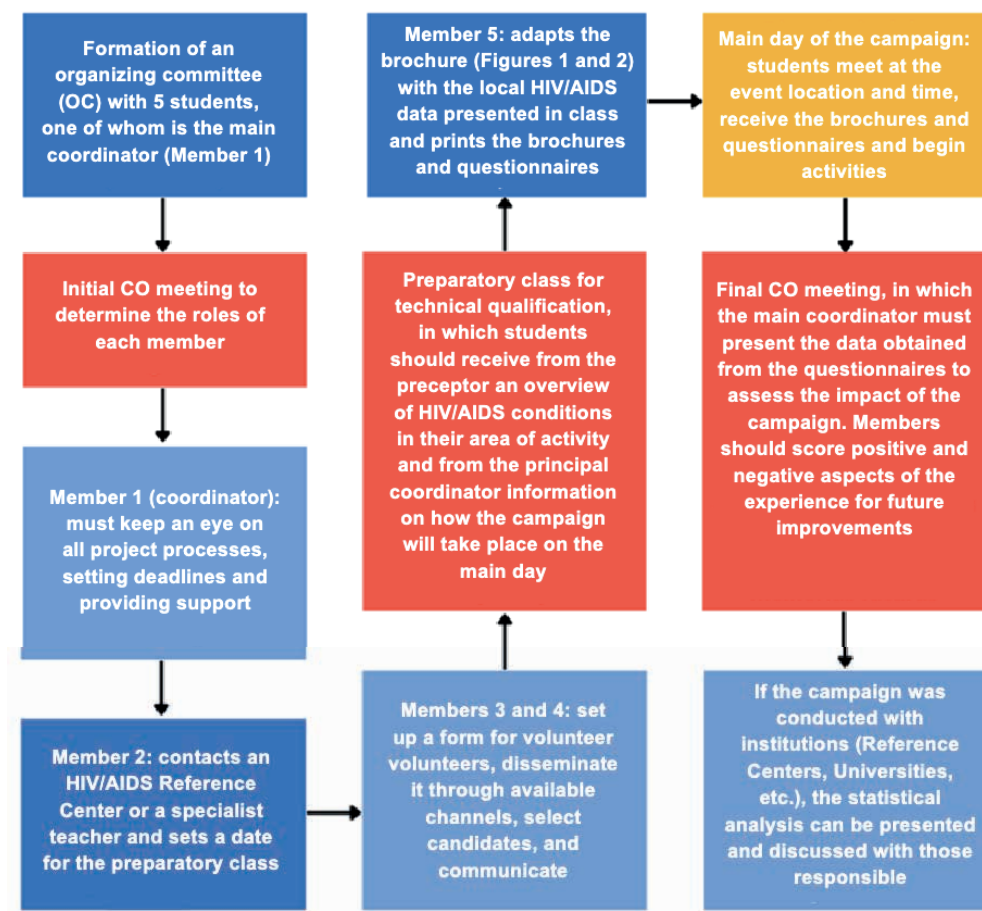 Formation of an
organizing committee
(OC) with 5 students,
one of whom is the main
coordinator (Member 1)
Initial CO meeting to
determine the roles of
each member
Member 1 (coordinator):
must keep an eye on
all project processes,
setting deadlines and
providing support
Member 2: contacts an
HIV/AIDS Reference
Center or a specialist
teacher and sets a date
for the preparatory class
Members 3 and 4: set
up a form for volunteer
volunteers, disseminate
it through available
channels, select
candidates, and
communicate
Preparatory class for
technical qualification,
in which students
should receive from the
preceptor an overview
of HIV/AIDS conditions
in their area of activity
and from the principal
coordinator information
on how the campaign
will take place on the
main day
Member 5: adapts the
brochure (Figures 1 and 2)
with the local HIV/AIDS
data presented in class
and prints the brochures
and questionnaires
Main day of the campaign:
students meet at the
event location and time,
receive the brochures and
questionnaires and begin
activities
Final CO meeting, in which
the main coordinator must
present the data obtained
from the questionnaires to
assess the impact of the
campaign. Members
should score positive and
negative aspects of the
experience for future
improvements
If the campaign was
conducted with
institutions (Reference
Centers, Universities,
etc.), the statistical
analysis can be presented
and discussed with those
responsible